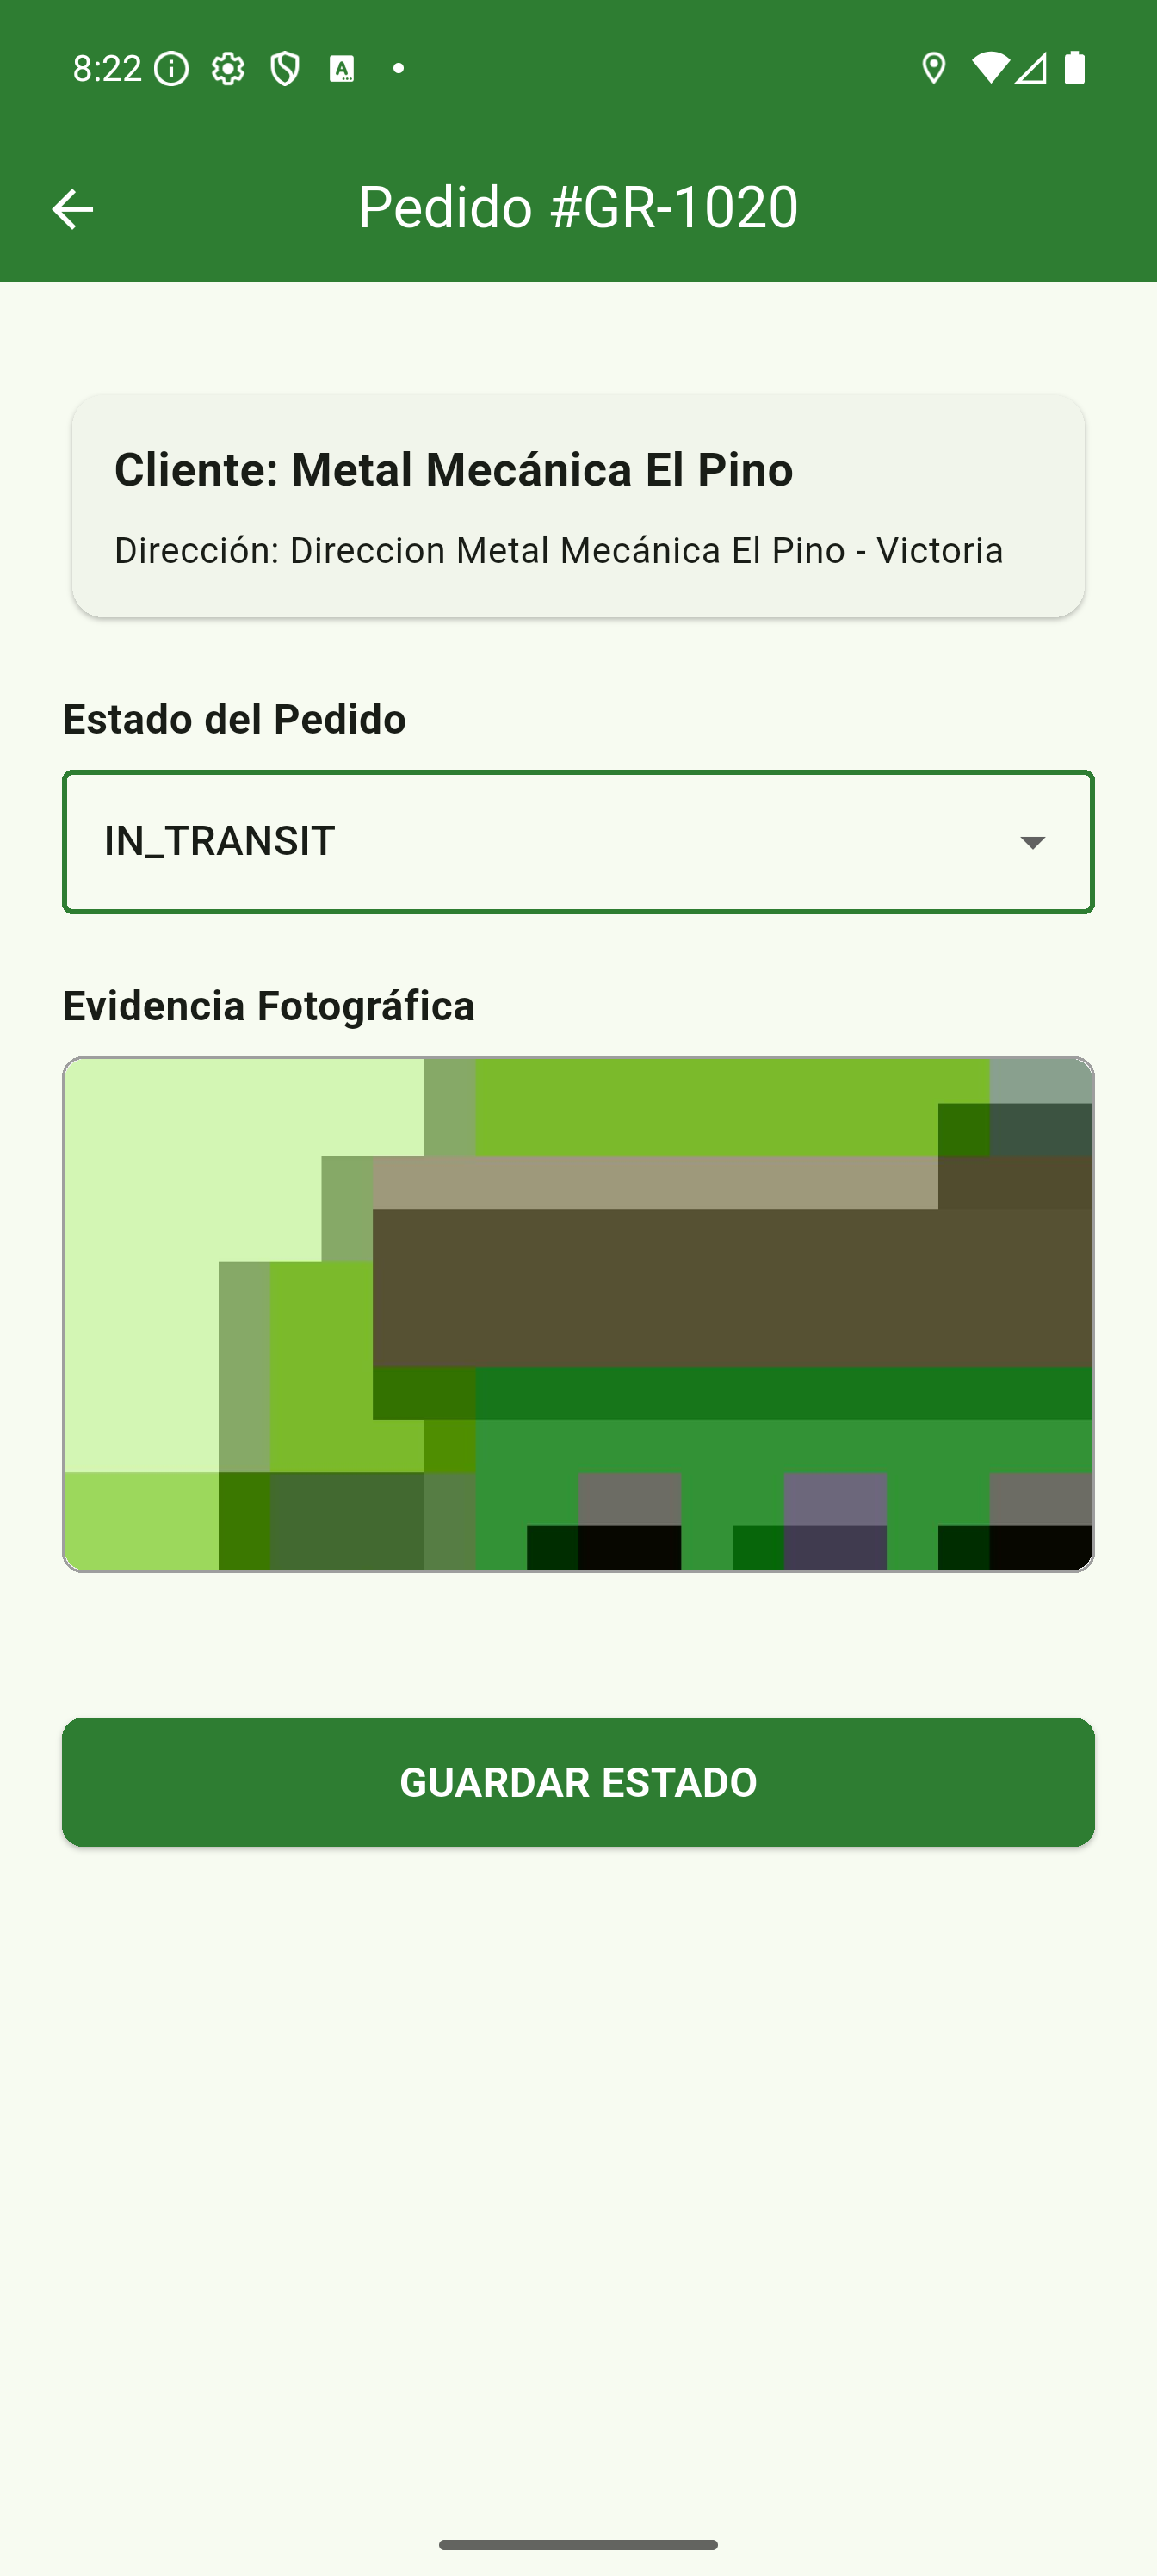 8:22
Pedido #GR-1020
Cliente: Metal Mecánica El Pino
Dirección: Direccion Metal Mecánica El Pino - Victoria
Estado del Pedido
IN_TRANSIT
Evidencia Fotográfica
GUARDAR ESTADO